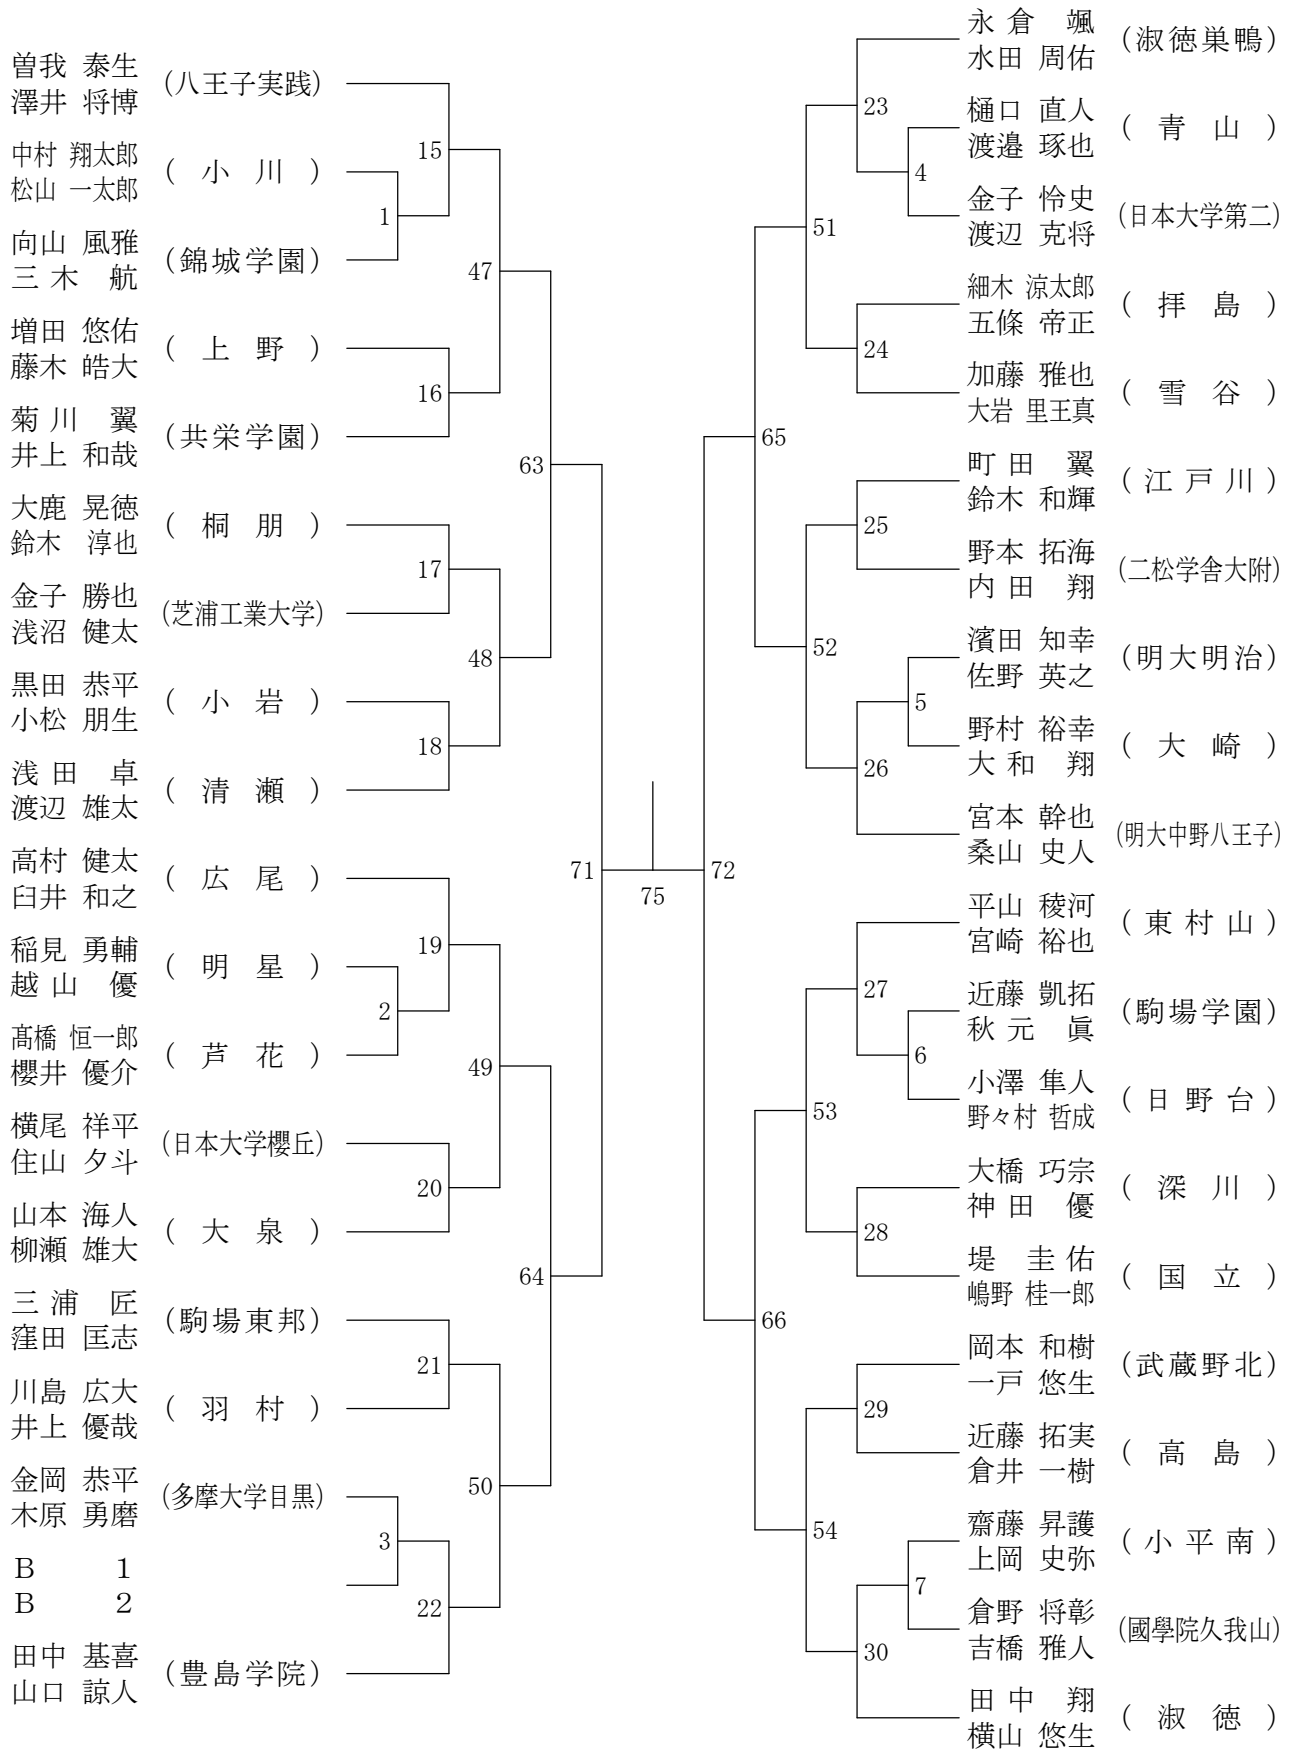 曽我 泰生
澤井 将博
(八王子実践)
中村 翔太郎
松山 一太郎
( 小 川 )
向山 風雅
三 木 航
(錦城学園)
増田 悠佑
藤木 皓大
( 上 野 )
菊 川 翼
井上 和哉
(共栄学園)
大鹿 晃徳
鈴木 淳也
( 桐 朋 )
金子 勝也
浅沼 健太
(芝浦工業大学)
黒田 恭平
小松 朋生
( 小 岩 )
浅 田 卓
渡辺 雄太
( 清 瀬 )
高村 健太
臼井 和之
( 広 尾 )
稲見 勇輔
越 山 優
( 明 星 )
髙橋 恒一郎
櫻井 優介
( 芦 花 )
横尾 祥平
住山 夕斗
(日本大学櫻丘)
山本 海人
柳瀬 雄大
( 大 泉 )
三 浦 匠
窪田 匡志
(駒場東邦)
川島 広大
井上 優哉
( 羽 村 )
金岡 恭平
木原 勇磨
(多摩大学目黒)
B 1
B 2
田中 基喜
山口 諒人
(豊島学院)
1
2
3
15
16
17
18
19
20
21
22
47
48
49
50
63
64
71
75
72
65
66
51
52
53
54
23
24
25
26
27
28
29
30
4
5
6
7
永 倉 颯
水田 周佑
(淑徳巣鴨)
樋口 直人
渡邉 琢也
( 青 山 )
金子 怜史
渡辺 克将
(日本大学第二)
細木 涼太郎
五條 帝正
( 拝 島 )
加藤 雅也
大岩 里王真
( 雪 谷 )
町 田 翼
鈴木 和輝
( 江 戸 川 )
野本 拓海
内 田 翔
(二松学舎大附)
濱田 知幸
佐野 英之
(明大明治)
野村 裕幸
大 和 翔
( 大 崎 )
宮本 幹也
桑山 史人
(明大中野八王子)
平山 稜河
宮崎 裕也
( 東 村 山 )
近藤 凱拓
秋 元 眞
(駒場学園)
小澤 隼人
野々村 哲成
( 日 野 台 )
大橋 巧宗
神 田 優
( 深 川 )
堤 圭 佑
嶋野 桂一郎
( 国 立 )
岡本 和樹
一戸 悠生
(武蔵野北)
近藤 拓実
倉井 一樹
( 高 島 )
齋藤 昇護
上岡 史弥
( 小 平 南 )
倉野 将彰
吉橋 雅人
(國學院久我山)
田 中 翔
横山 悠生
( 淑 徳 )